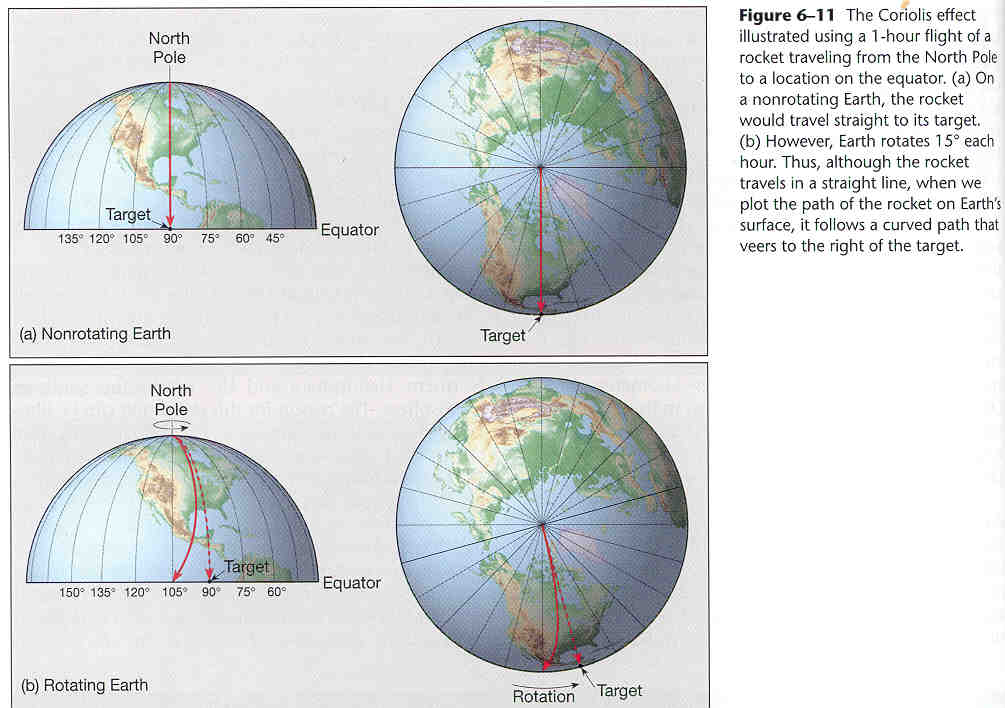 North
Pole
Target
135° 120° 105° 90° 75° 60° 45°
Equator
(a) Nonrotating Earth
Target
North
Pole
Target
150° 135° 120° 105° 90° 75° 60°
Equator
(b) Rotating Earth
Rotation
Target
Figure 6–11 The Coriolis effect
illustrated using a 1-hour flight of a
rocket traveling from the North Pole
to a location on the equator. (a) On
a nonrotating Earth, the rocket
would travel straight to its target.
(b) However, Earth rotates 15° each
hour. Thus, although the rocket
travels in a straight line, when we
plot the path of the rocket on Earth's
surface, it follows a curved path that
veers to the right of the target.